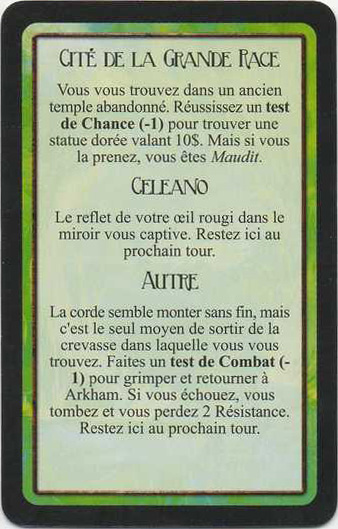 CITÉ DE LA GRANDE RACE
Vous vous trouvez dans un ancien
temple abandonné. Réussissez un test
de Chance (-1) pour trouver une
statue dorée valant 10$. Mais si vous
la prenez, vous êtes Maudit.
CELEANO
Le reflet de votre œil rougi dans le
miroir vous captive. Restez ici au
prochain tour.
AUTRE
La corde semble monter sans fin, mais
c'est le seul moyen de sortir de la
crevasse dans laquelle vous vous
trouvez. Faites un test de Combat (-
1) pour grimper et retourner à
Arkham. Si vous échouez, vous
tombez et vous perdez 2 Résistance.
Restez ici au prochain tour.